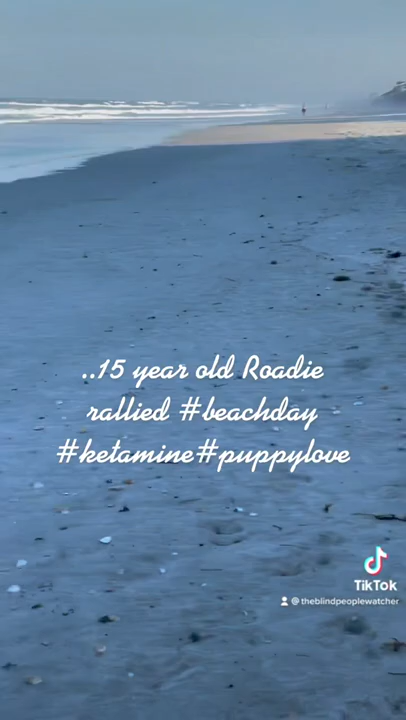 ..15 year old Roadie
rallied #beachday
#ketamine#puppylove
TikTok
@theblindpeoplewatcher